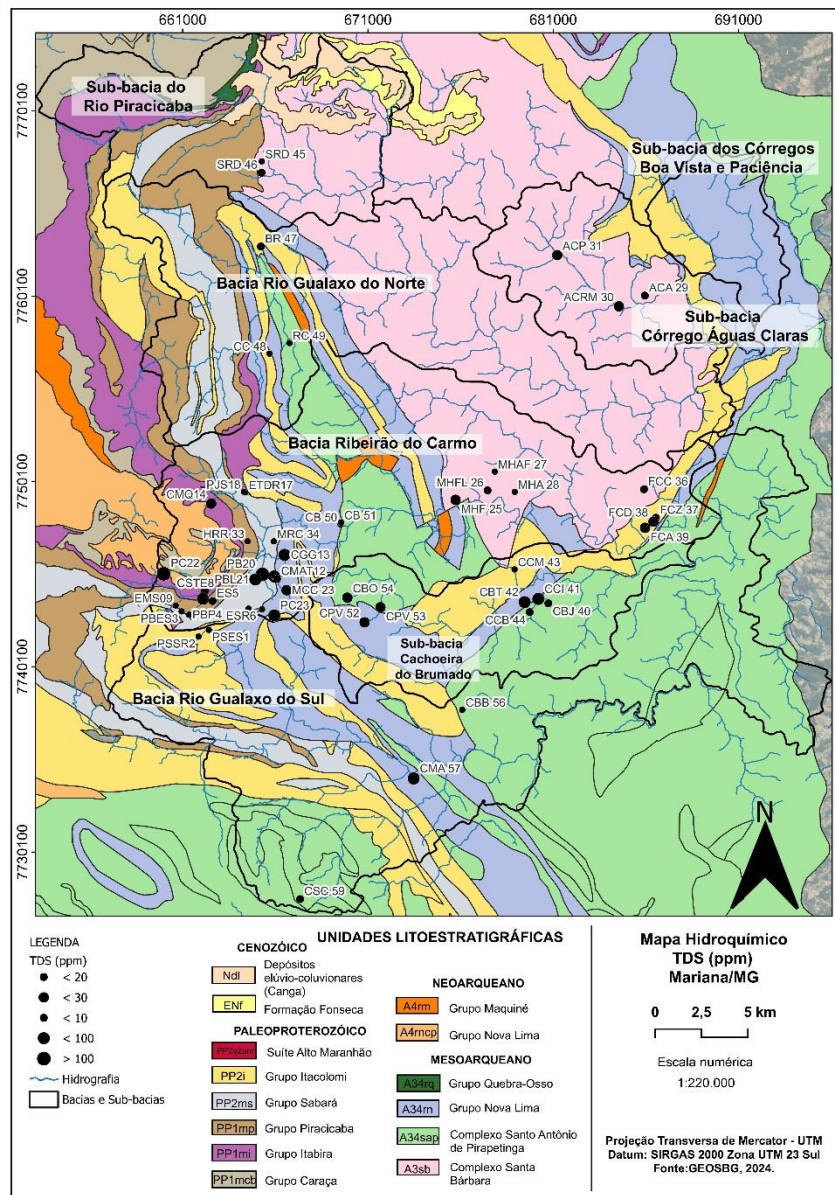 661000
671000
681000
691000
7770100
7760100
7750100
7740100
7730100
Sub-bacia do
Rio Piracicaba
Sub-bacia dos Córregos
Boa Vista e Paciência
SRD 45
SRD 46
BR 47
ACP 31
Bacia Rio Gualaxo do Norte
ACRM 30
ACA 29
Sub-bacia
Córrego Águas Claras
RC 49
CC 48
Bacia Ribeirão do Carmo
MHAF 27
PJS18
ETDR17
MHFL 26
MHA 28
FCC 36
CMQ14
MHF 25
FCD 38
FCZ 37
CB 50
CB 51
FCA 39
HRR 33
MRC 34
CGG13
PC22
PB20
CCM 43
CMAT12
PBL21
CSTE8
MCC 23
CBO 54
CBT 42
CCI 41
EMS09
ES5
PC23
CPV 53
CBJ 40
PBES3
PBP4
ESR6
CPV 52
CCB 44
PSSR2
PSES1
Sub-bacia
Cachoeira
do Brumado
Bacia Rio Gualaxo do Sul
CBB 56
CMA 57
N
CSC 59
LEGENDA
TDS (ppm)
< 20
< 30
< 10
< 100
> 100
Hidrografia
Bacias e Sub-bacias
UNIDADES LITOESTRATIGRÁFICAS
CENOZÓICO
Ndl Depósitos
elúvio-coluvionares
(Canga)
ENf Formação Fonseca
PALEOPROTEROZÓICO
Suíte Alto Maranhão
PP2i Grupo Itacolomi
PP2ms Grupo Sabará
PP1mp Grupo Piracicaba
PP1mi Grupo Itabira
PP1mcb Grupo Caraça
NEOARQUEANO
A4rm Grupo Maquiné
A4rncp Grupo Nova Lima
MESOARQUEANO
A34rq Grupo Quebra-Osso
A34rn Grupo Nova Lima
A34sap Complexo Santo Antônio
de Pirapetinga
A3sb Complexo Santa
Bárbara
Mapa Hidroquímico
TDS (ppm)
Mariana/MG
0 2,5 5 km
Escala numérica
1:220.000
Projeção Transversa de Mercator - UTM
Datum: SIRGAS 2000 Zona UTM 23 Sul
Fonte:GEOSBG, 2024.